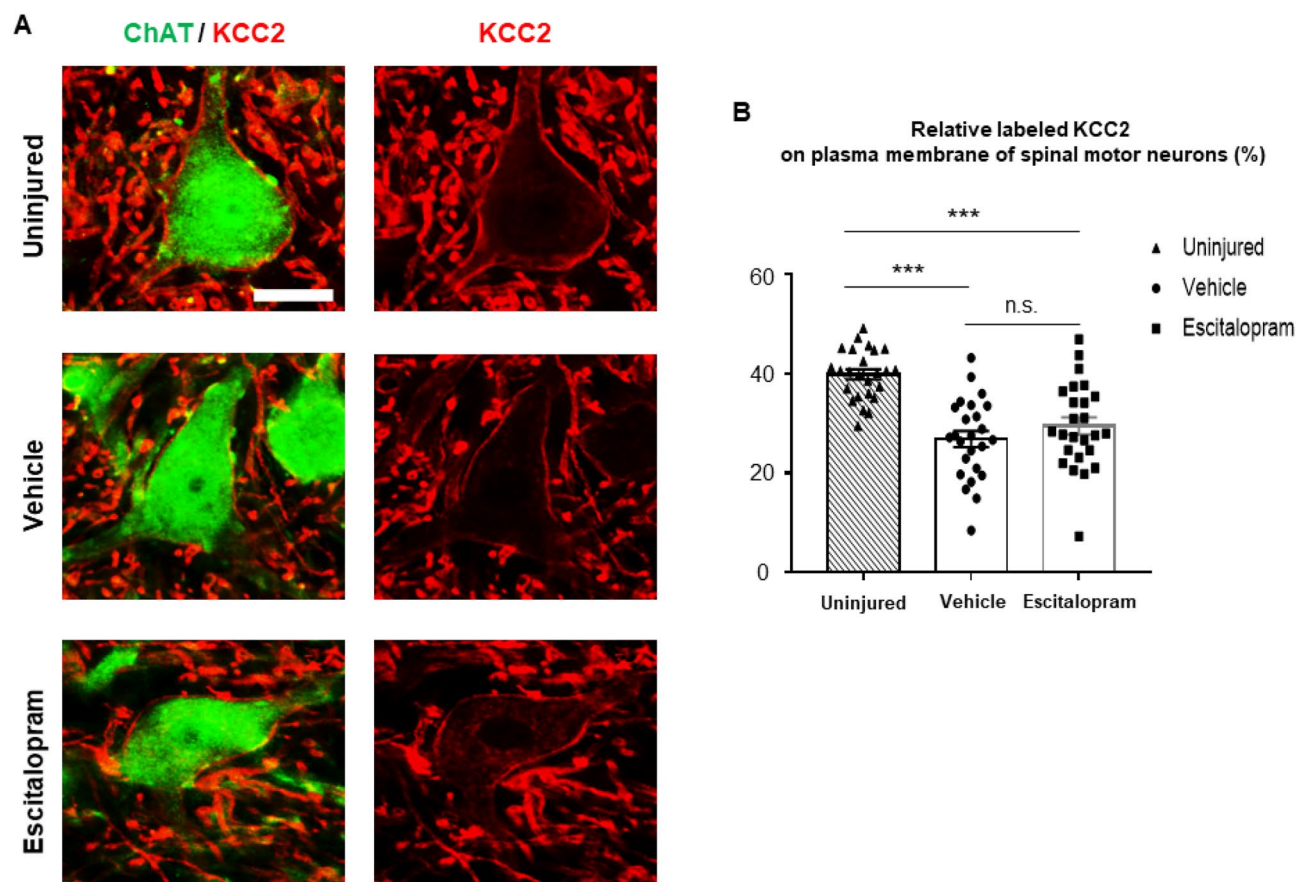 A
ChAT / KCC2
KCC2
Uninjured
Vehicle
Escitalopram
B
Relative labeled KCC2
on plasma membrane of spinal motor neurons (%)
***
***
n.s.
Uninjured
Vehicle
Escitalopram
60
40
20
0
Uninjured Vehicle Escitalopram